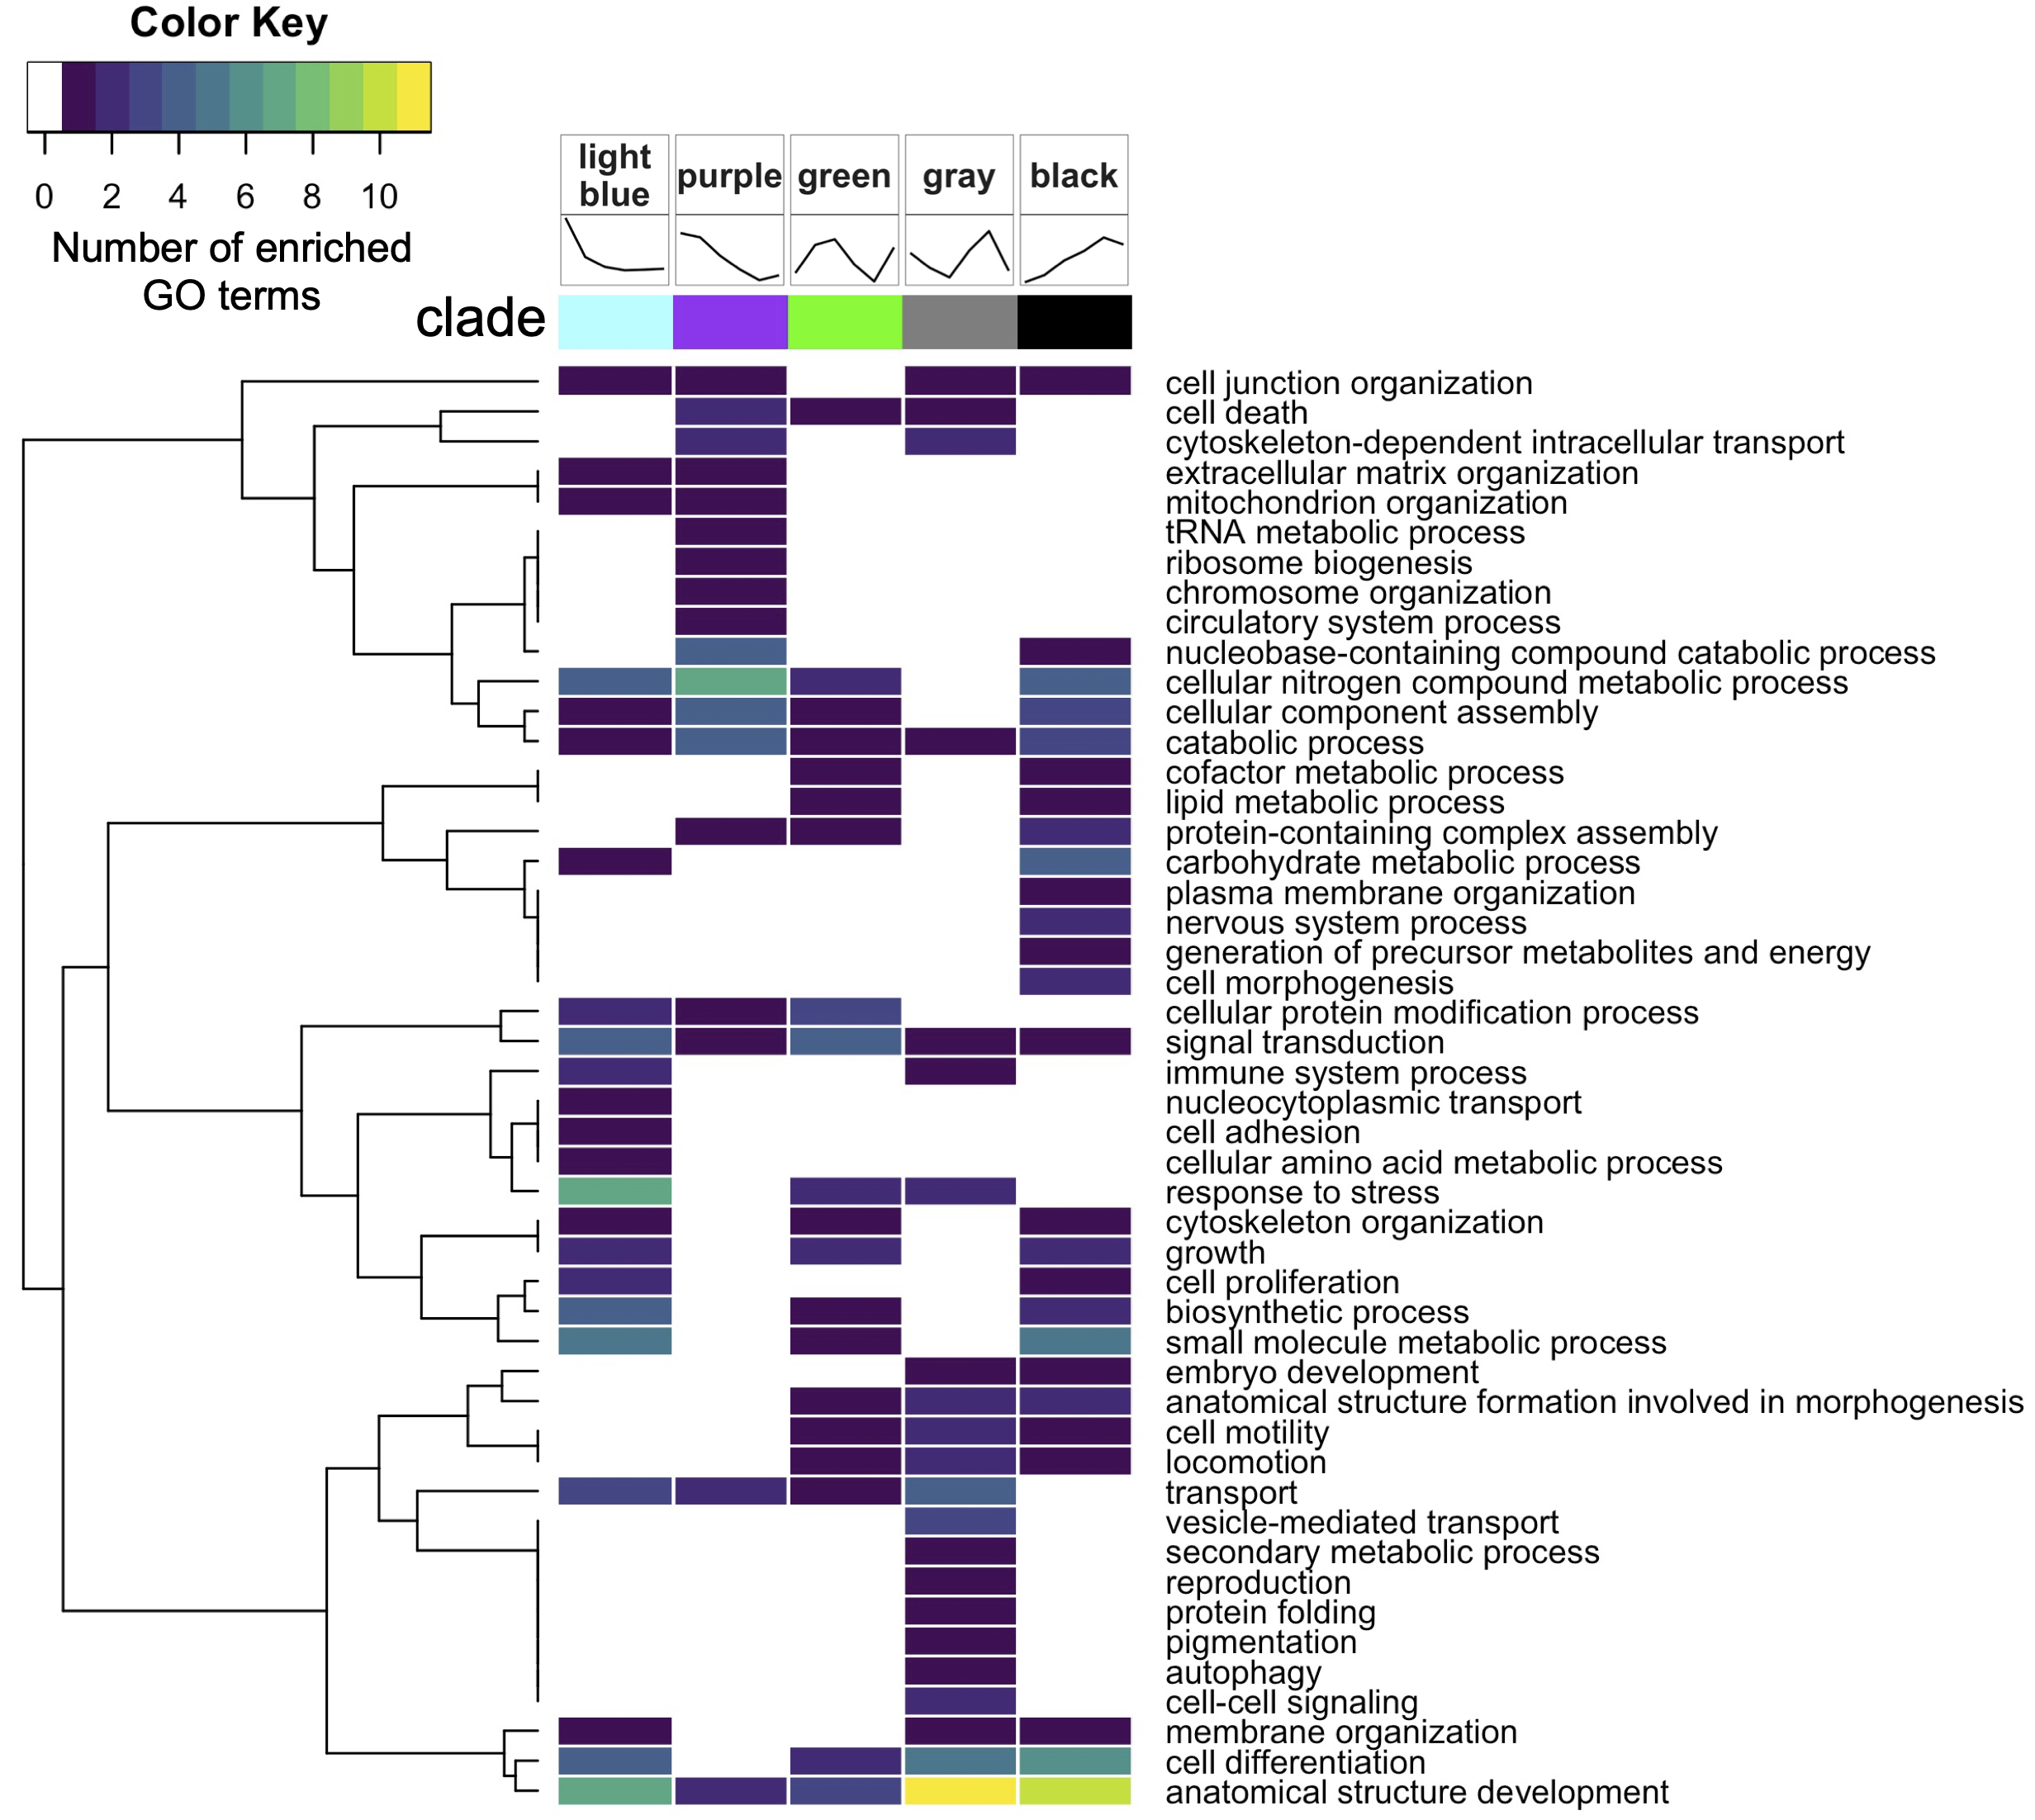 Color Key
0 2 4 6 8 10
Number of enriched
GO terms
light
blue
purple
green
gray
black
clade
cell junction organization
cell death
cytoskeleton-dependent intracellular transport
extracellular matrix organization
mitochondrion organization
tRNA metabolic process
ribosome biogenesis
chromosome organization
circulatory system process
nucleobase-containing compound catabolic process
cellular nitrogen compound metabolic process
cellular component assembly
catabolic process
cofactor metabolic process
lipid metabolic process
protein-containing complex assembly
carbohydrate metabolic process
plasma membrane organization
nervous system process
generation of precursor metabolites and energy
cell morphogenesis
cellular protein modification process
signal transduction
immune system process
nucleocytoplasmic transport
cell adhesion
cellular amino acid metabolic process
response to stress
cytoskeleton organization
growth
cell proliferation
biosynthetic process
small molecule metabolic process
embryo development
anatomical structure formation involved in morphogenesis
cell motility
locomotion
transport
vesicle-mediated transport
secondary metabolic process
reproduction
protein folding
pigmentation
autophagy
cell-cell signaling
membrane organization
cell differentiation
anatomical structure development